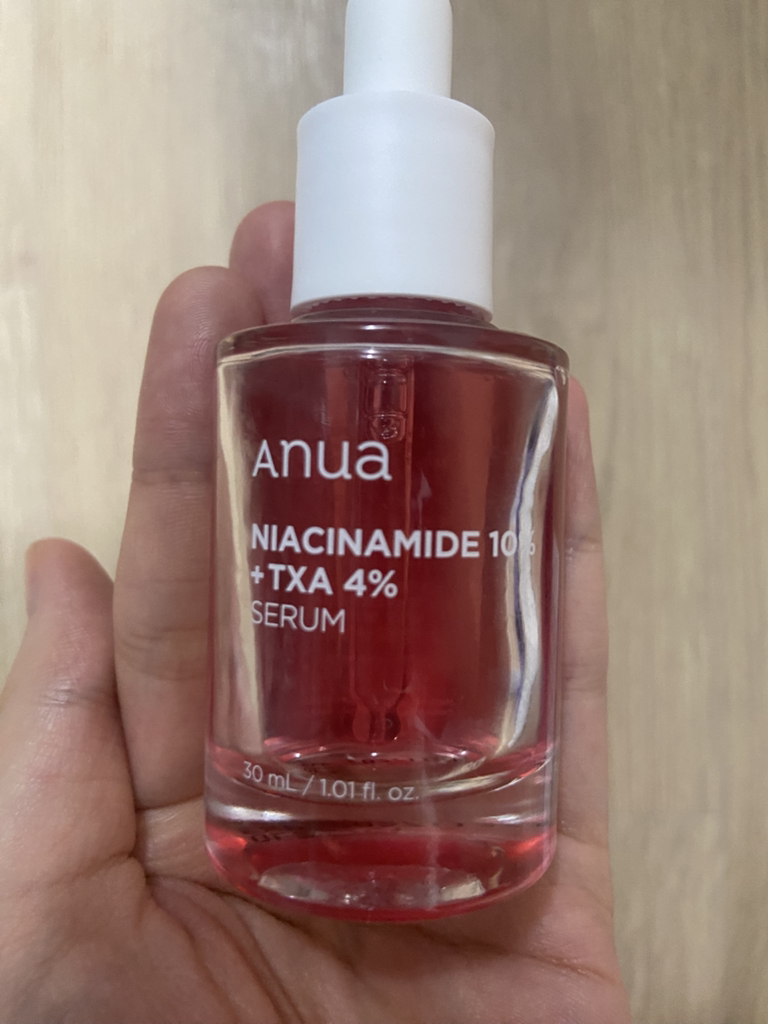 Anua
NIACINAMIDE 10%
+TXA 4%
SERUM
30 mL / 1.01 fl. oz.